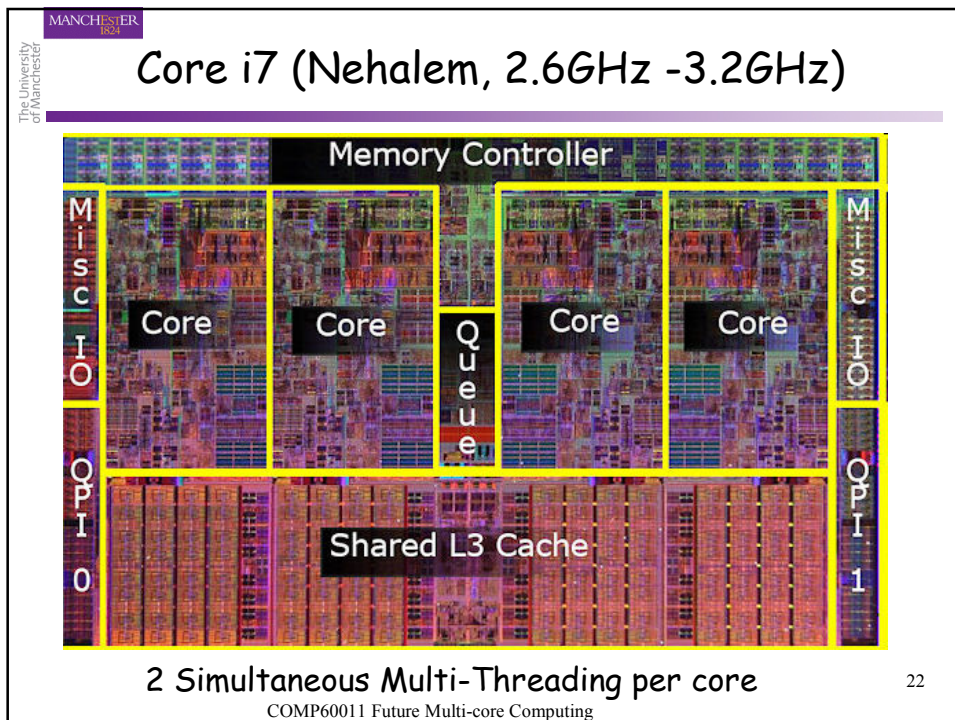 MANCHESTER
1824
The University
of Manchester
Core i7 (Nehalem, 2.6GHz -3.2GHz)
Memory Controller
Misc IO
Core
Core
Queue
Core
Core
Misc IO
QPI 0
Shared L3 Cache
QPI 1
2 Simultaneous Multi-Threading per core
22
COMP60011 Future Multi-core Computing